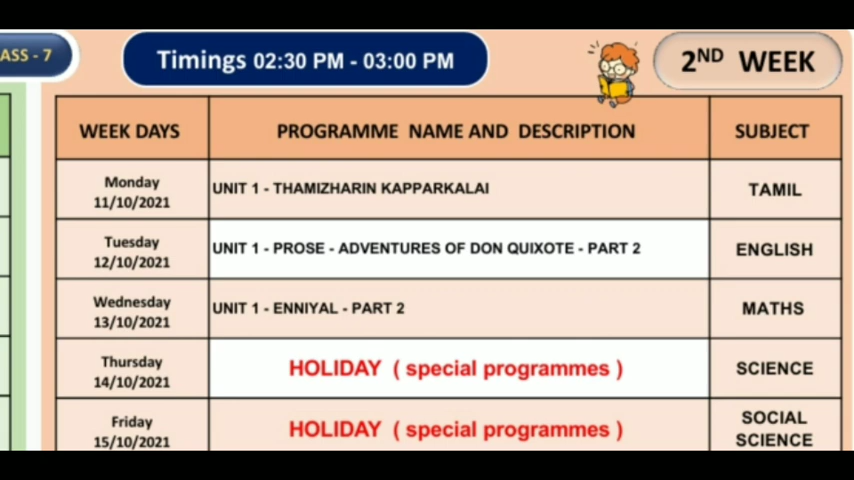 ASS - 7
Timings 02:30 PM - 03:00 PM
2ND WEEK
WEEK DAYS PROGRAMME NAME AND DESCRIPTION SUBJECT
Monday
11/10/2021
UNIT 1 - THAMIZHARIN KAPPARKALAI
TAMIL
Tuesday
12/10/2021
UNIT 1 - PROSE - ADVENTURES OF DON QUIXOTE - PART 2
ENGLISH
Wednesday
13/10/2021
UNIT 1 - ENNIYAL - PART 2
MATHS
Thursday
14/10/2021
HOLIDAY ( special programmes )
SCIENCE
Friday
15/10/2021
HOLIDAY ( special programmes )
SOCIAL
SCIENCE